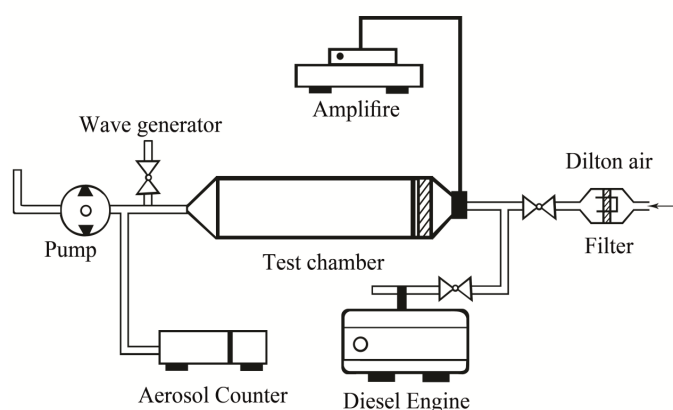 Amplifire
Wave generator
Dilton air
Pump
Test chamber
Filter
Aerosol Counter
Diesel Engine